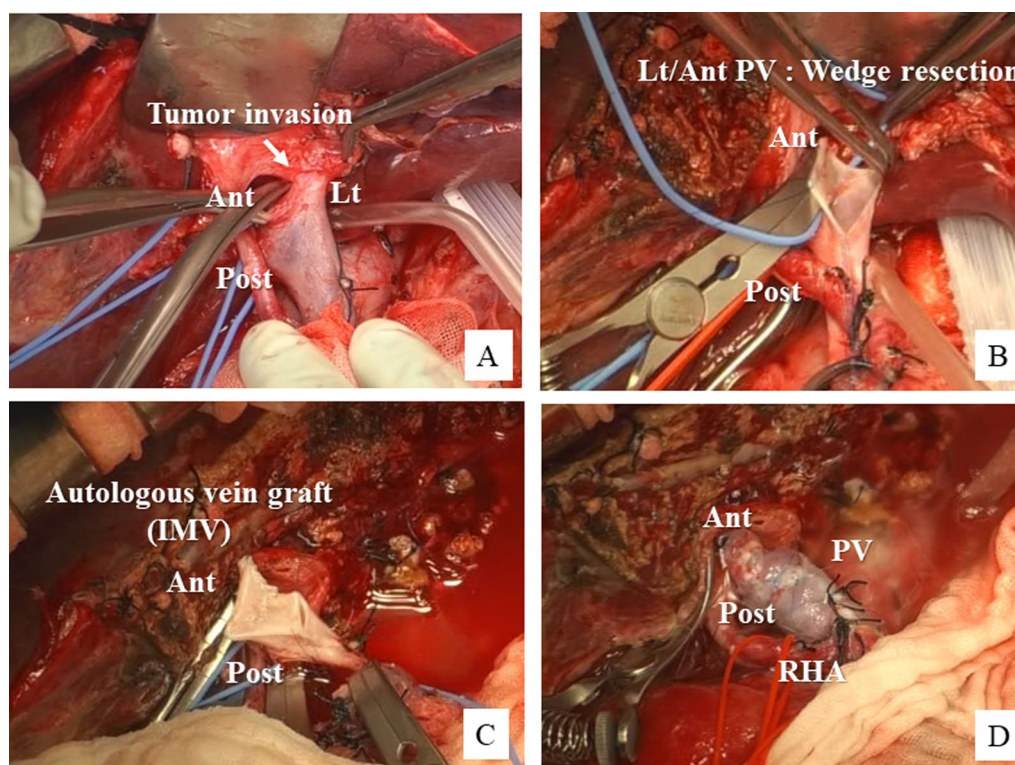 Tumor invasion
Ant
Lt
Post
A
Lt/Ant PV : Wedge resection
Ant
Post
B
Autologous vein graft
(IMV)
Ant
Post
C
Ant
PV
Post
RHA
D